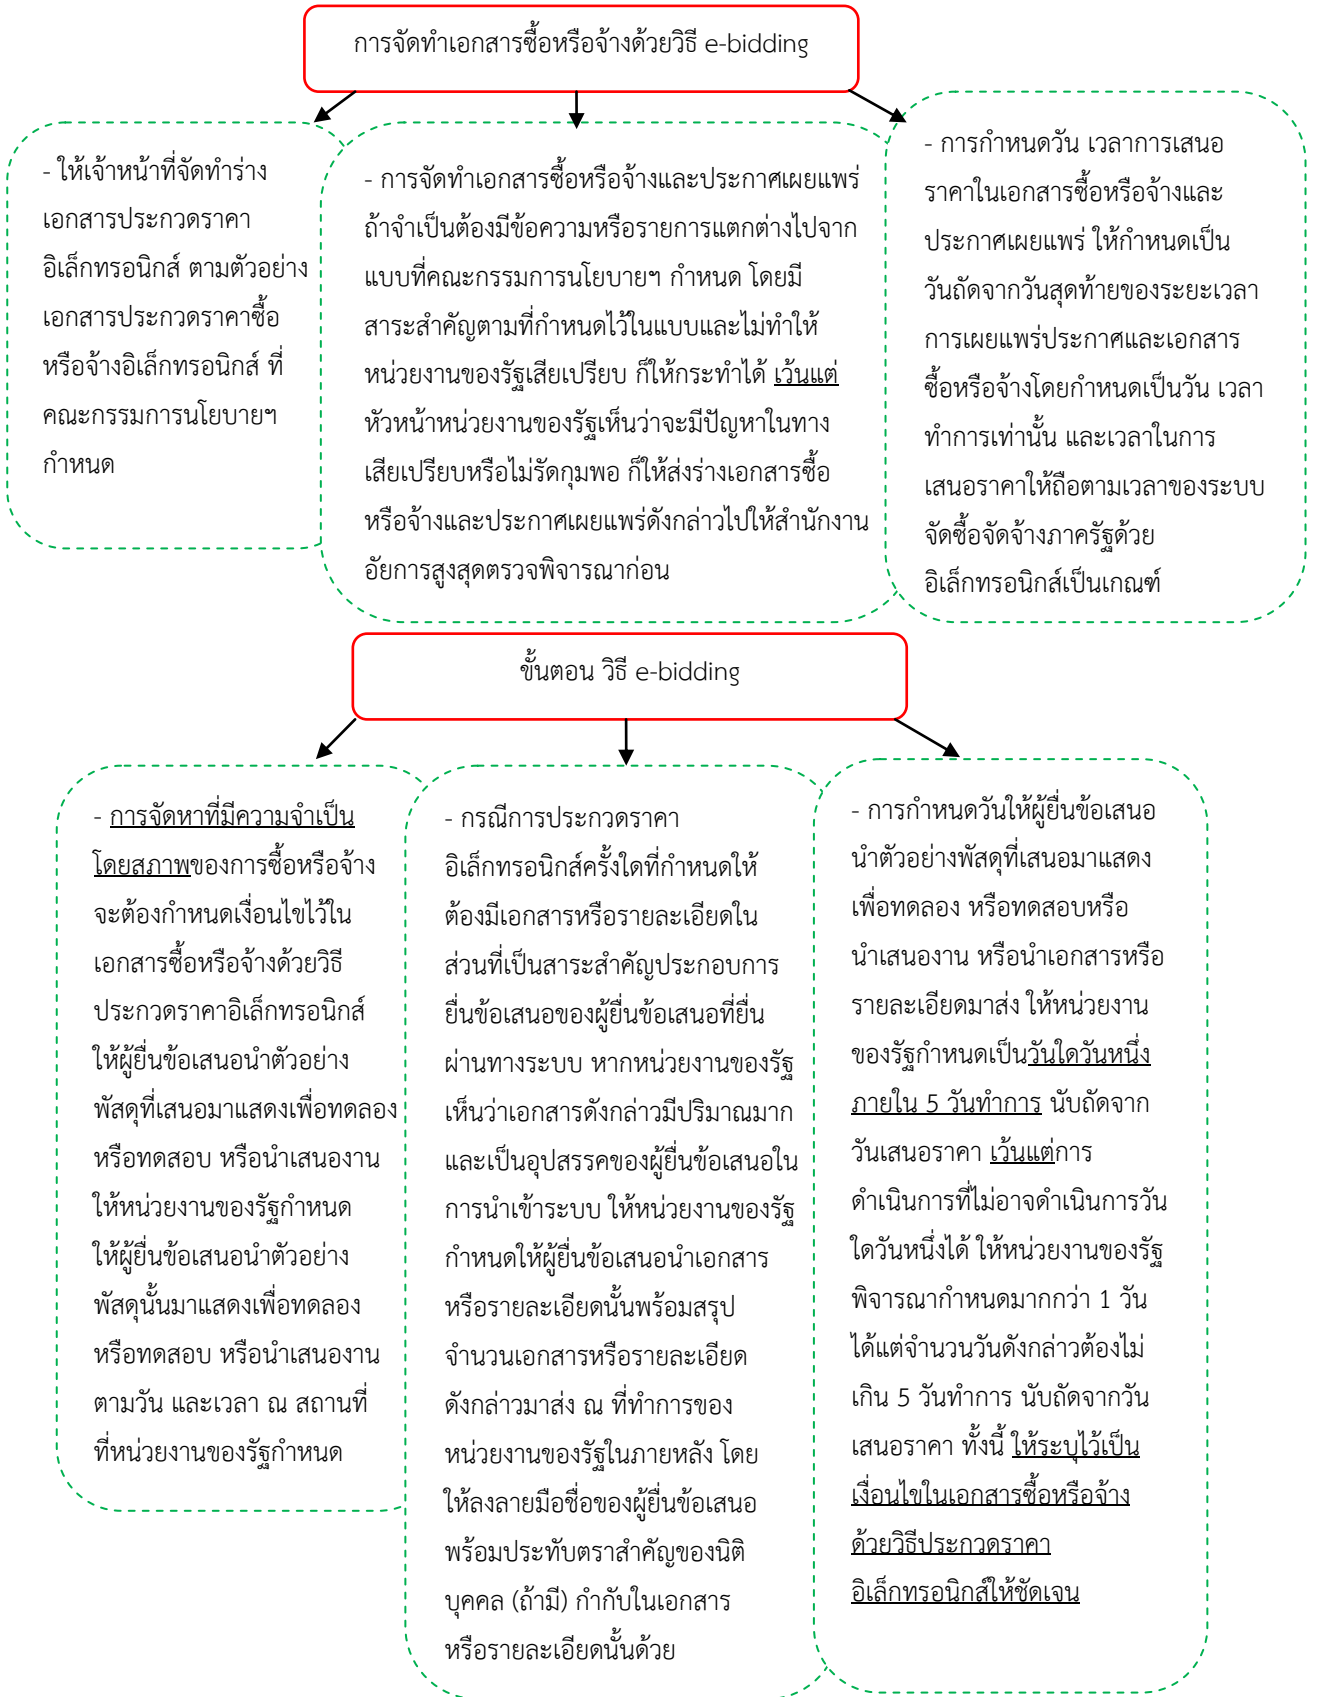 การจัดทำเอกสารซื้อหรือจ้างด้วยวิธี e-bidding
- ให้เจ้าหน้าที่จัดทำร่าง
เอกสารประกวดราคา
อิเล็กทรอนิกส์ ตามตัวอย่าง
เอกสารประกวดราคาซื้อ
หรือจ้างอิเล็กทรอนิกส์ ที่
คณะกรรมการนโยบายฯ
กำหนด
- การจัดทำเอกสารซื้อหรือจ้างและประกาศเผยแพร่
ถ้าจำเป็นต้องมีข้อความหรือรายการแตกต่างไปจาก
แบบที่คณะกรรมการนโยบายฯ กำหนด โดยมี
สาระสำคัญตามที่กำหนดไว้ในแบบและไม่ทำให้
หน่วยงานของรัฐเสียเปรียบ ก็ให้กระทำได้ เว้นแต่
หัวหน้าหน่วยงานของรัฐเห็นว่าจะมีปัญหาในทาง
เสียเปรียบหรือไม่รัดกุมพอ ก็ให้ส่งร่างเอกสารซื้อ
หรือจ้างและประกาศเผยแพร่ดังกล่าวไปให้สำนักงาน
อัยการสูงสุดตรวจพิจารณาก่อน
- การกำหนดวัน เวลาการเสนอ
ราคาในเอกสารซื้อหรือจ้างและ
ประกาศเผยแพร่ ให้กำหนดเป็น
วันถัดจากวันสุดท้ายของระยะเวลา
การเผยแพร่ประกาศและเอกสาร
ซื้อหรือจ้างโดยกำหนดเป็นวัน เวลา
ทำการเท่านั้น และเวลาในการ
เสนอราคาให้ถือตามเวลาของระบบ
จัดซื้อจัดจ้างภาครัฐด้วย
อิเล็กทรอนิกส์เป็นเกณฑ์
ขั้นตอน วิธี e-bidding
- การจัดหาที่มีความจำเป็น
โดยสภาพของการซื้อหรือจ้าง
จะต้องกำหนดเงื่อนไขไว้ใน
เอกสารซื้อหรือจ้างด้วยวิธี
ประกวดราคาอิเล็กทรอนิกส์
ให้ผู้ยื่นข้อเสนอนำตัวอย่าง
พัสดุที่เสนอมาแสดงเพื่อทดลอง
หรือทดสอบ หรือนำเสนองาน
ให้หน่วยงานของรัฐกำหนด
ให้ผู้ยื่นข้อเสนอนำตัวอย่าง
พัสดุนั้นมาแสดงเพื่อทดลอง
หรือทดสอบ หรือนำเสนองาน
ตามวัน และเวลา ณ สถานที่
ที่หน่วยงานของรัฐกำหนด
- กรณีการประกวดราคา
อิเล็กทรอนิกส์ครั้งใดที่กำหนดให้
ต้องมีเอกสารหรือรายละเอียดใน
ส่วนที่เป็นสาระสำคัญประกอบการ
ยื่นข้อเสนอของผู้ยื่นข้อเสนอที่ยื่น
ผ่านทางระบบ หากหน่วยงานของรัฐ
เห็นว่าเอกสารดังกล่าวมีปริมาณมาก
และเป็นอุปสรรคของผู้ยื่นข้อเสนอใน
การนำเข้าระบบ ให้หน่วยงานของรัฐ
กำหนดให้ผู้ยื่นข้อเสนอนำเอกสาร
หรือรายละเอียดนั้นพร้อมสรุป
จำนวนเอกสารหรือรายละเอียด
ดังกล่าวมาส่ง ณ ที่ทำการของ
หน่วยงานของรัฐในภายหลัง โดย
ให้ลงลายมือชื่อของผู้ยื่นข้อเสนอ
พร้อมประทับตราสำคัญของนิติ
บุคคล (ถ้ามี) กำกับในเอกสาร
หรือรายละเอียดนั้นด้วย
- การกำหนดวันให้ผู้ยื่นข้อเสนอ
นำตัวอย่างพัสดุที่เสนอมาแสดง
เพื่อทดลอง หรือทดสอบหรือ
นำเสนองาน หรือนำเอกสารหรือ
รายละเอียดมาส่ง ให้หน่วยงาน
ของรัฐกำหนดเป็นวันใดวันหนึ่ง
ภายใน 5 วันทำการ นับถัดจาก
วันเสนอราคา เว้นแต่การ
ดำเนินการที่ไม่อาจดำเนินการวัน
ใดวันหนึ่งได้ ให้หน่วยงานของรัฐ
พิจารณากำหนดมากกว่า 1 วัน
ได้แต่จำนวนวันดังกล่าวต้องไม่
เกิน 5 วันทำการ นับถัดจากวัน
เสนอราคา ทั้งนี้ ให้ระบุไว้เป็น
เงื่อนไขในเอกสารซื้อหรือจ้าง
ด้วยวิธีประกวดราคา
อิเล็กทรอนิกส์ให้ชัดเจน